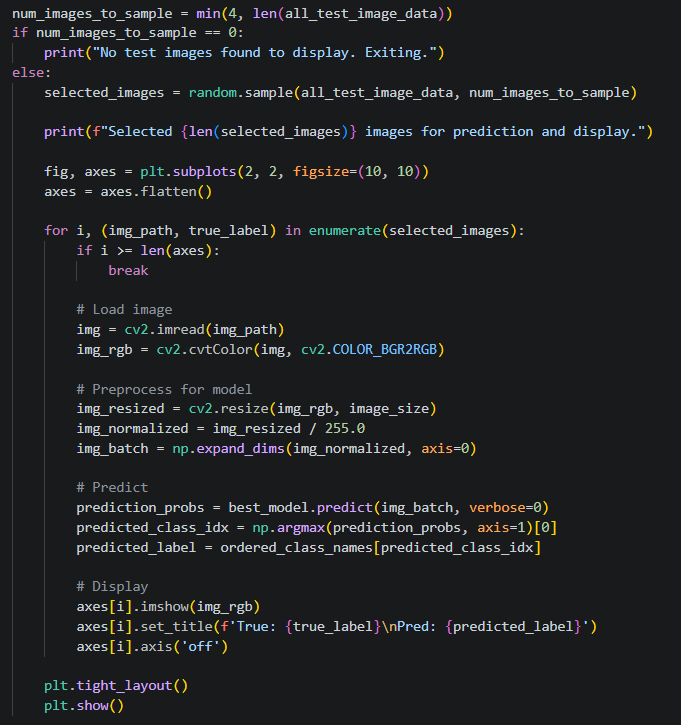 num_images_to_sample = min(4, len(all_test_image_data))
if num_images_to_sample == 0:
    print("No test images found to display. Exiting.")
else:
    selected_images = random.sample(all_test_image_data, num_images_to_sample)

    print(f"Selected {len(selected_images)} images for prediction and display.")

    fig, axes = plt.subplots(2, 2, figsize=(10, 10))
    axes = axes.flatten()

    for i, (img_path, true_label) in enumerate(selected_images):
        if i >= len(axes):
            break

        # Load image
        img = cv2.imread(img_path)
        img_rgb = cv2.cvtColor(img, cv2.COLOR_BGR2RGB)

        # Preprocess for model
        img_resized = cv2.resize(img_rgb, image_size)
        img_normalized = img_resized / 255.0
        img_batch = np.expand_dims(img_normalized, axis=0)

        # Predict
        prediction_probs = best_model.predict(img_batch, verbose=0)
        predicted_class_idx = np.argmax(prediction_probs, axis=1)[0]
        predicted_label = ordered_class_names[predicted_class_idx]

        # Display
        axes[i].imshow(img_rgb)
        axes[i].set_title(f'True: {true_label}\nPred: {predicted_label}')
        axes[i].axis('off')

    plt.tight_layout()
    plt.show()